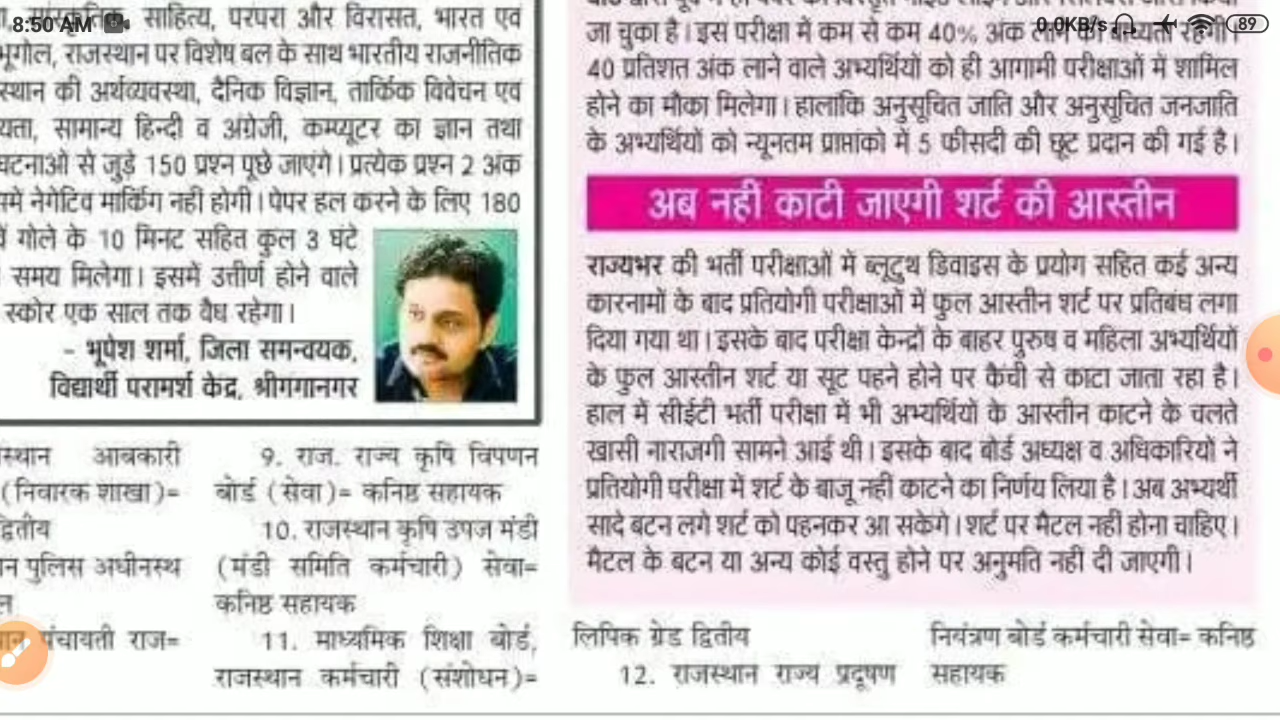 8:50 AM
0.0KB/s
89
सांस्कृतिक, साहित्य, परंपरा और विरासत, भारत एवं
भूगोल, राजस्थान पर विशेष बल के साथ भारतीय राजनीतिक
स्थान की अर्थव्यवस्था, दैनिक विज्ञान, तार्किक विवेचन एवं
यता, सामान्य हिन्दी व अंग्रेजी, कम्प्यूटर का ज्ञान तथा
घटनाओ से जुड़े 150 प्रश्न पूछे जाएंगे। प्रत्येक प्रश्न 2 अंक
समे नेगेटिव मार्किंग नहीं होगी। पेपर हल करने के लिए 180
वें गोले के 10 मिनट सहित कुल 3 घंटे
समय मिलेगा। इसमें उत्तीर्ण होने वाले
स्कोर एक साल तक वैध रहेगा।
- भूपेश शर्मा, जिला समन्वयक,
विद्यार्थी परामर्श केंद्र, श्रीगंगानगर
स्थान आबकारी
(निवारक शाखा)=
द्वितीय
न पुलिस अधीनस्थ
ल
पंचायती राज=
9. राज. राज्य कृषि विपणन
बोर्ड (सेवा)= कनिष्ठ सहायक
10. राजस्थान कृषि उपज मंडी
(मंडी समिति कर्मचारी) सेवा=
कनिष्ठ सहायक
11. माध्यमिक शिक्षा बोर्ड,
राजस्थान कर्मचारी (संशोधन)=
जा चुका है। इस परीक्षा में कम से कम 40% अंक लाने की बाध्यता रहेगी।
40 प्रतिशत अंक लाने वाले अभ्यर्थियों को ही आगामी परीक्षाओं में शामिल
होने का मौका मिलेगा। हालांकि अनुसूचित जाति और अनुसूचित जनजाति
के अभ्यर्थियों को न्यूनतम प्राप्तांको में 5 फीसदी की छूट प्रदान की गई है।
अब नहीं काटी जाएगी शर्ट की आस्तीन
राज्यभर की भर्ती परीक्षाओं में ब्लूटुथ डिवाइस के प्रयोग सहित कई अन्य
कारनामों के बाद प्रतियोगी परीक्षाओं में फुल आस्तीन शर्ट पर प्रतिबंध लगा
दिया गया था। इसके बाद परीक्षा केन्द्रों के बाहर पुरुष व महिला अभ्यर्थियों
के फुल आस्तीन शर्ट या सूट पहने होने पर कैंची से काटा जाता रहा है।
हाल में सीईटी भर्ती परीक्षा में भी अभ्यर्थियों के आस्तीन काटने के चलते
खासी नाराजगी सामने आई थी। इसके बाद बोर्ड अध्यक्ष व अधिकारियों ने
प्रतियोगी परीक्षा में शर्ट के बाजू नहीं काटने का निर्णय लिया है। अब अभ्यर्थी
सादे बटन लगे शर्ट को पहनकर आ सकेंगे। शर्ट पर मैटल नहीं होना चाहिए।
मैटल के बटन या अन्य कोई वस्तु होने पर अनुमति नहीं दी जाएगी।
लिपिक ग्रेड द्वितीय
12. राजस्थान राज्य प्रदूषण
नियंत्रण बोर्ड कर्मचारी सेवा= कनिष्ठ
सहायक